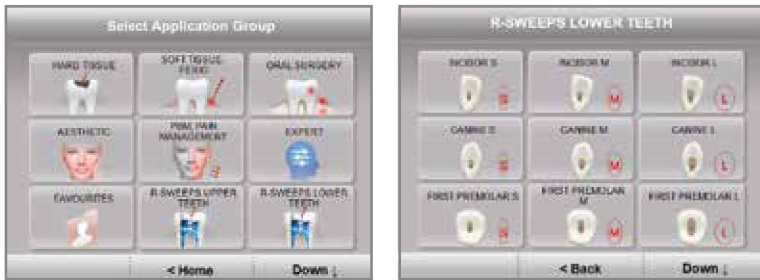 Select Application Group
HARD TISSUE
SOFT TISSUE
PERIO
ORAL SURGERY
AESTHETIC
PBM, PAIN
MANAGEMENT
EXPERT
FAVOURITES
R-SWEEPS UPPER
TEETH
R-SWEEPS LOWER
TEETH
< Home
Down ↓
R-SWEEPS LOWER TEETH
INCISOR S
S
INCISOR M
M
INCISOR L
L
CANINE S
S
CANINE M
M
CANINE L
L
FIRST PREMOLAR S
S
FIRST PREMOLAR
M
M
FIRST PREMOLAR L
L
< Back
Down ↓